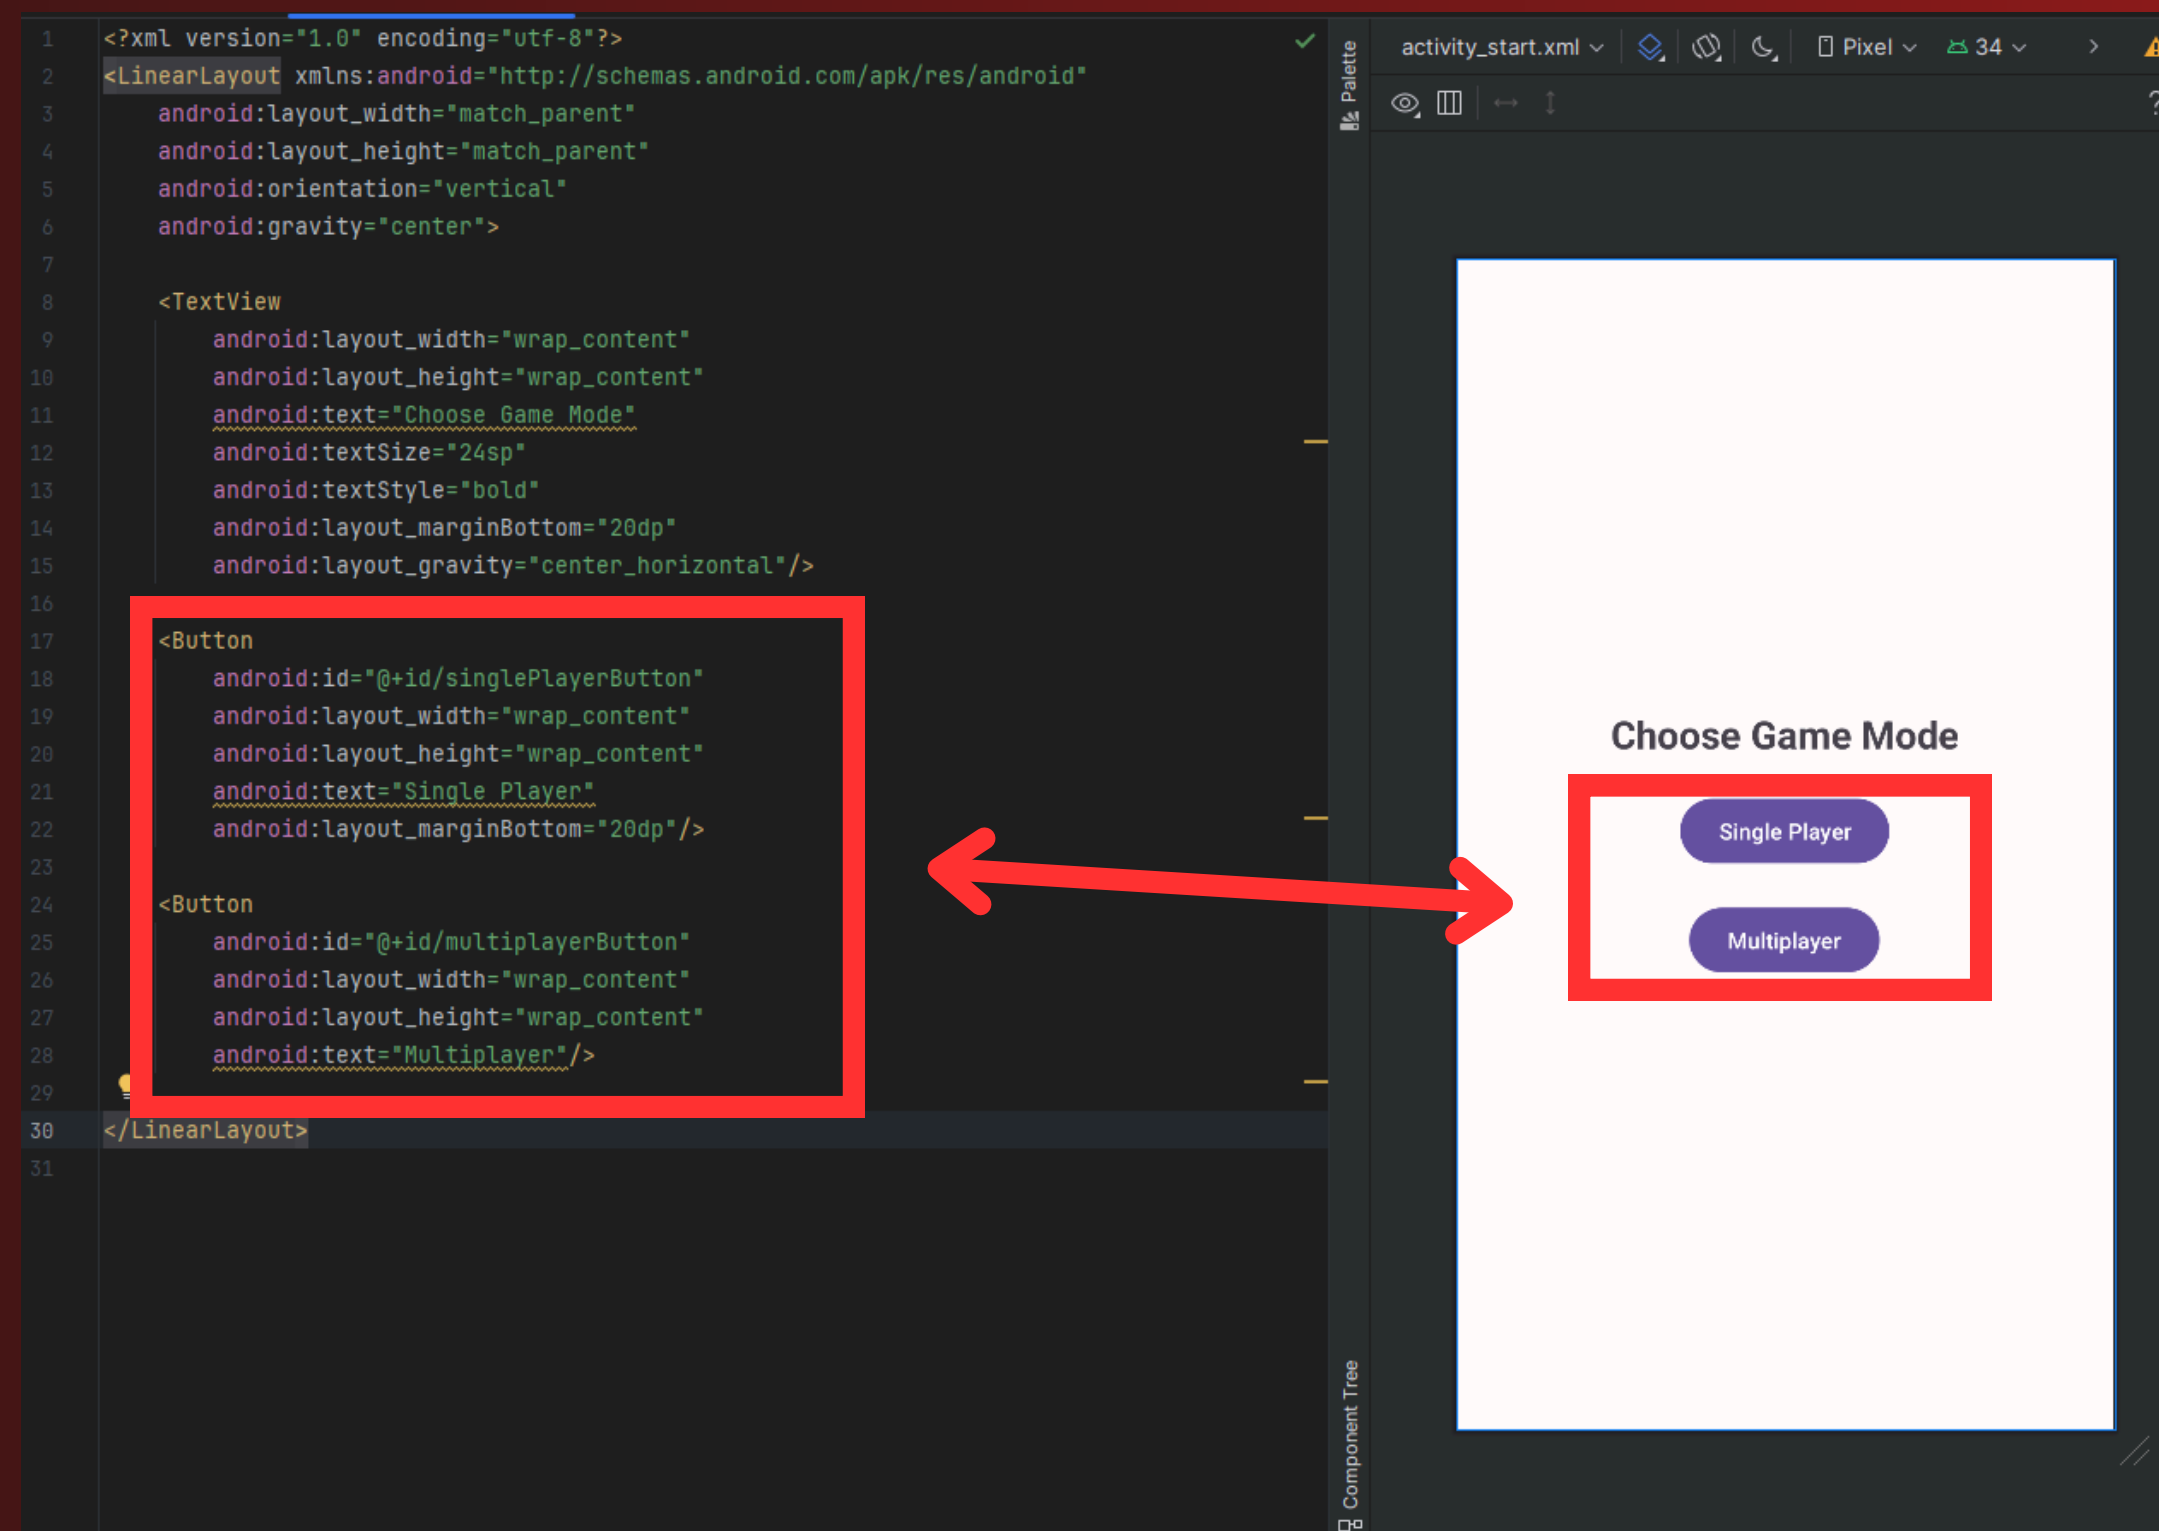 1 <?xml version="1.0" encoding="utf-8"?>
2 <LinearLayout xmlns:android="http://schemas.android.com/apk/res/android"
3 android:layout_width="match_parent"
4 android:layout_height="match_parent"
5 android:orientation="vertical"
6 android:gravity="center">
7
8 <TextView
9 android:layout_width="wrap_content"
10 android:layout_height="wrap_content"
11 android:text="Choose Game Mode"
12 android:textSize="24sp"
13 android:textStyle="bold"
14 android:layout_marginBottom="20dp"
15 android:layout_gravity="center_horizontal"/>
16
17 <Button
18 android:id="@+id/singlePlayerButton"
19 android:layout_width="wrap_content"
20 android:layout_height="wrap_content"
21 android:text="Single Player"
22 android:layout_marginBottom="20dp"/>
23
24 <Button
25 android:id="@+id/multiplayerButton"
26 android:layout_width="wrap_content"
27 android:layout_height="wrap_content"
28 android:text="Multiplayer"/>
29
30 </LinearLayout>
31
Palette
Component Tree
activity_start.xml Pixel 34
?
Choose Game Mode
Single Player
Multiplayer